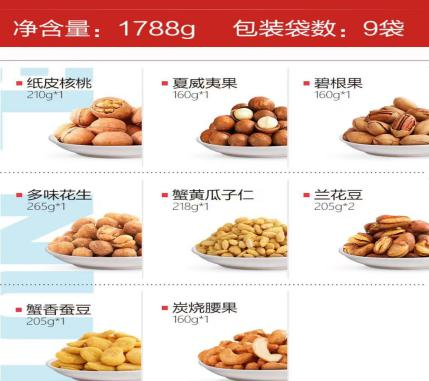 净含量：1788g 包装袋数：9袋
纸皮核桃 夏威夷果 碧根果
210g*1 160g*1 160g*1
多味花生 蟹黄瓜子仁 兰花豆
265g*1 218g*1 205g*2
蟹香蚕豆 炭烧腰果
205g*1 160g*1